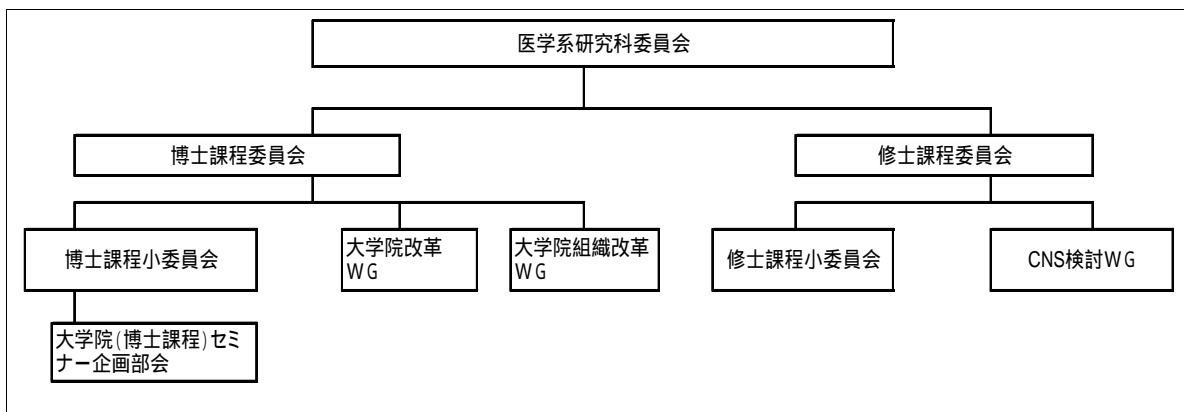 医学系研究科委員会
博士課程委員会
修士課程委員会
博士課程小委員会
大学院改革
WG
大学院組織改革
WG
修士課程小委員会
CNS検討WG
大学院(博士課程)セミ
ナー企画部会